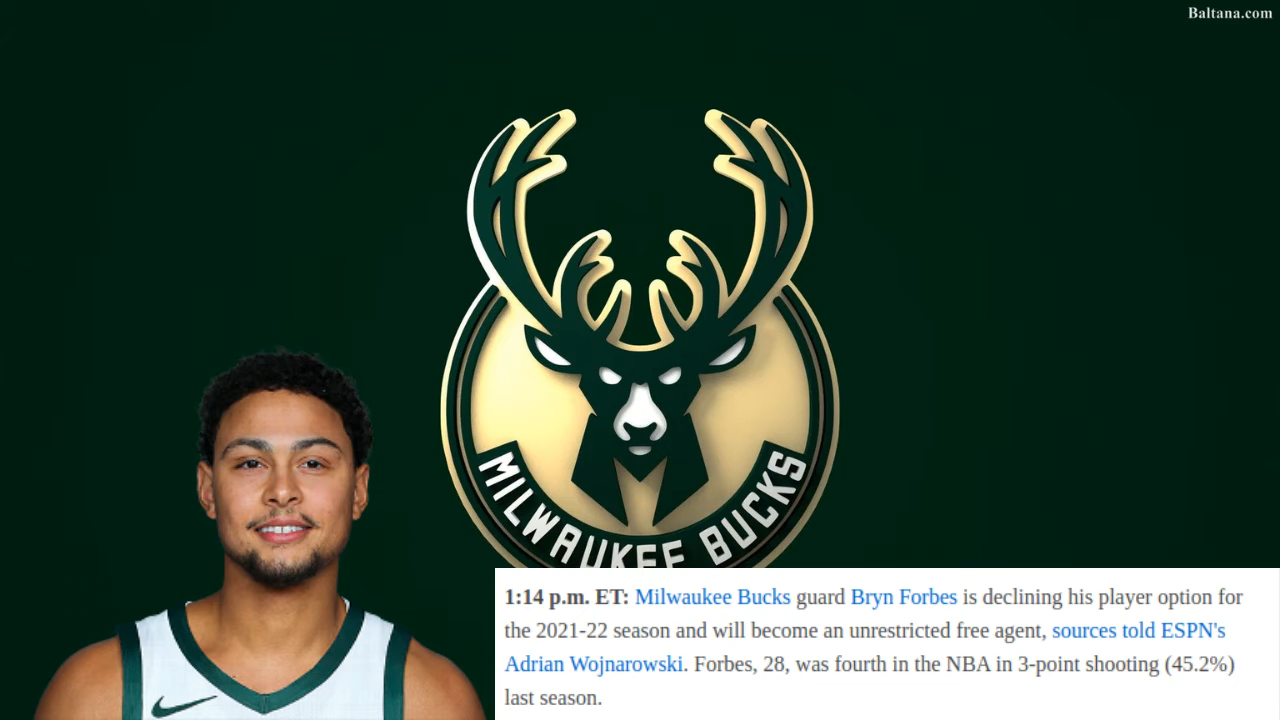 Baltana.com
MILWAUKEE BUCKS
1:14 p.m. ET: Milwaukee Bucks guard Bryn Forbes is declining his player option for
the 2021-22 season and will become an unrestricted free agent, sources told ESPN's
Adrian Wojnarowski. Forbes, 28, was fourth in the NBA in 3-point shooting (45.2%)
last season.